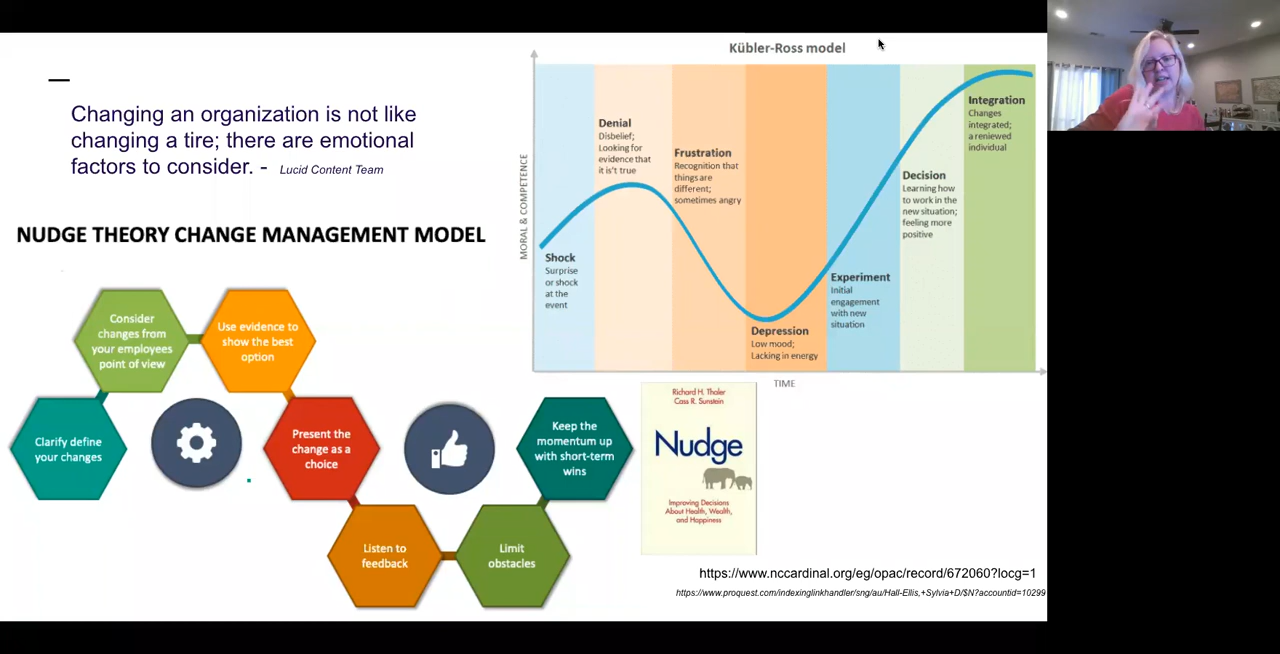 Changing an organization is not like
changing a tire; there are emotional
factors to consider. - Lucid Content Team
NUDGE THEORY CHANGE MANAGEMENT MODEL
Clarify define
your changes
Consider
changes from
your employees
point of view
Use evidence to
show the best
option
Present the
change as a
choice
Listen to
feedback
Limit
obstacles
Keep the
momentum up
with short-term
wins
Kübler-Ross model
MORAL & COMPETENCE
Shock
Surprise
or shock
at the
event
Denial
Disbelief;
Looking for
evidence that
it is't true
Frustration
Recognition that
things are
different;
sometimes angry
Depression
Low mood;
Lacking in energy
Experiment
Initial
engagement
with new
situation
Decision
Learning how
to work in the
new situation;
feeling more
positive
Integration
Changes
integrated;
a reniewed
individual
TIME
Richard H. Thaler
Cass R. Sunstein
Nudge
Improving Decisions
About Health, Wealth,
and Happiness
https://www.nccardinal.org/eg/opac/record/672060?locg=1
https://www.proquest.com/indexinglinkhandler/sng/au/Hall-Ellis,+Sylvia+D/$N?accountid=10299